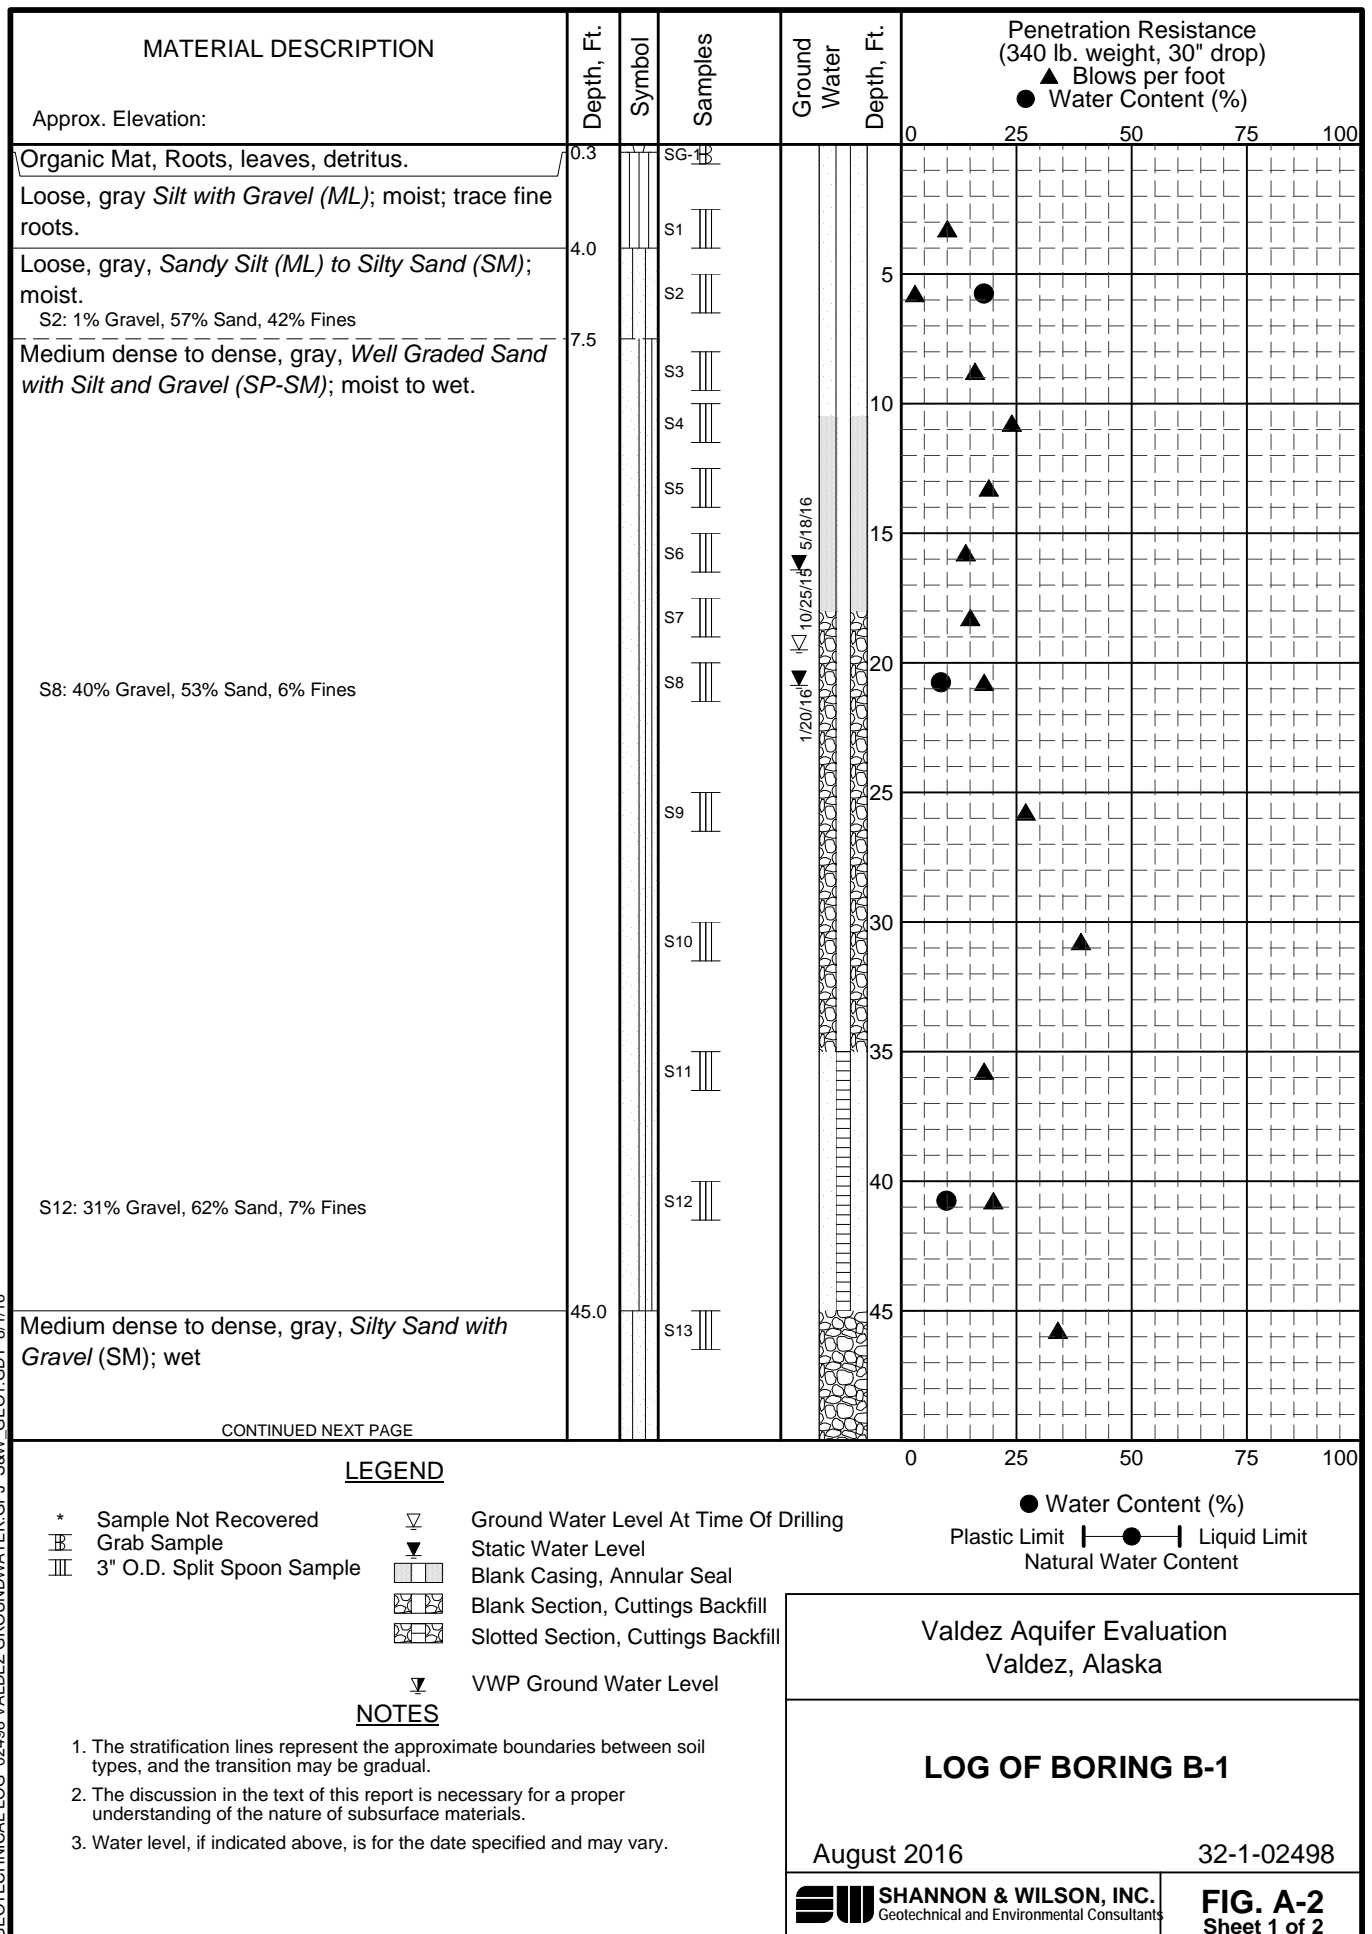 MATERIAL DESCRIPTION
Approx. Elevation:
Depth, Ft.
Symbol
Samples
Ground
Water
Depth, Ft.
Penetration Resistance
(340 lb. weight, 30" drop)
▲ Blows per foot
● Water Content (%)
0 25 50 75 100
Organic Mat, Roots, leaves, detritus.
0.3
SG-1
Loose, gray Silt with Gravel (ML); moist; trace fine
roots.
S1
4.0
Loose, gray, Sandy Silt (ML) to Silty Sand (SM);
moist.
5
S2
S2: 1% Gravel, 57% Sand, 42% Fines
7.5
Medium dense to dense, gray, Well Graded Sand
with Silt and Gravel (SP-SM); moist to wet.
S3
10
S4
S5
5/18/16
15
S6
10/25/15
S7
20
S8: 40% Gravel, 53% Sand, 6% Fines
S8
1/20/16
25
S9
30
S10
35
S11
40
S12: 31% Gravel, 62% Sand, 7% Fines
S12
45.0
45
Medium dense to dense, gray, Silty Sand with
Gravel (SM); wet
S13
CONTINUED NEXT PAGE
0 25 50 75 100
LEGEND
* Sample Not Recovered
Grab Sample
3" O.D. Split Spoon Sample
Ground Water Level At Time Of Drilling
Static Water Level
Blank Casing, Annular Seal
Blank Section, Cuttings Backfill
Slotted Section, Cuttings Backfill
VWP Ground Water Level
● Water Content (%)
Plastic Limit Liquid Limit
Natural Water Content
NOTES
1. The stratification lines represent the approximate boundaries between soil
types, and the transition may be gradual.
2. The discussion in the text of this report is necessary for a proper
understanding of the nature of subsurface materials.
3. Water level, if indicated above, is for the date specified and may vary.
Valdez Aquifer Evaluation
Valdez, Alaska
LOG OF BORING B-1
August 2016 32-1-02498
SHANNON & WILSON, INC.
Geotechnical and Environmental Consultants
FIG. A-2
Sheet 1 of 2